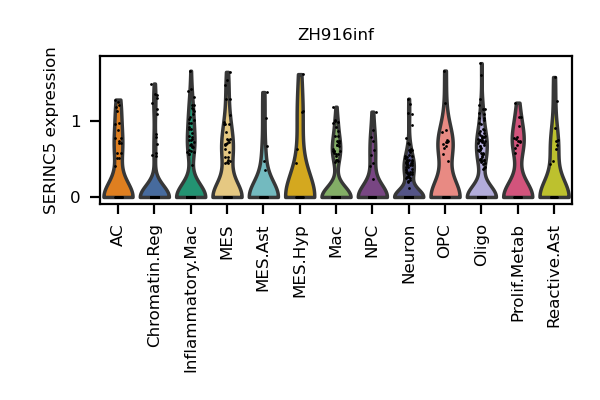 ZH916inf
SERINC5 expression
1
0
AC
Chromatin.Reg
Inflammatory.Mac
MES
MES.Ast
MES.Hyp
Mac
NPC
Neuron
OPC
Oligo
Prolif.Metab
Reactive.Ast